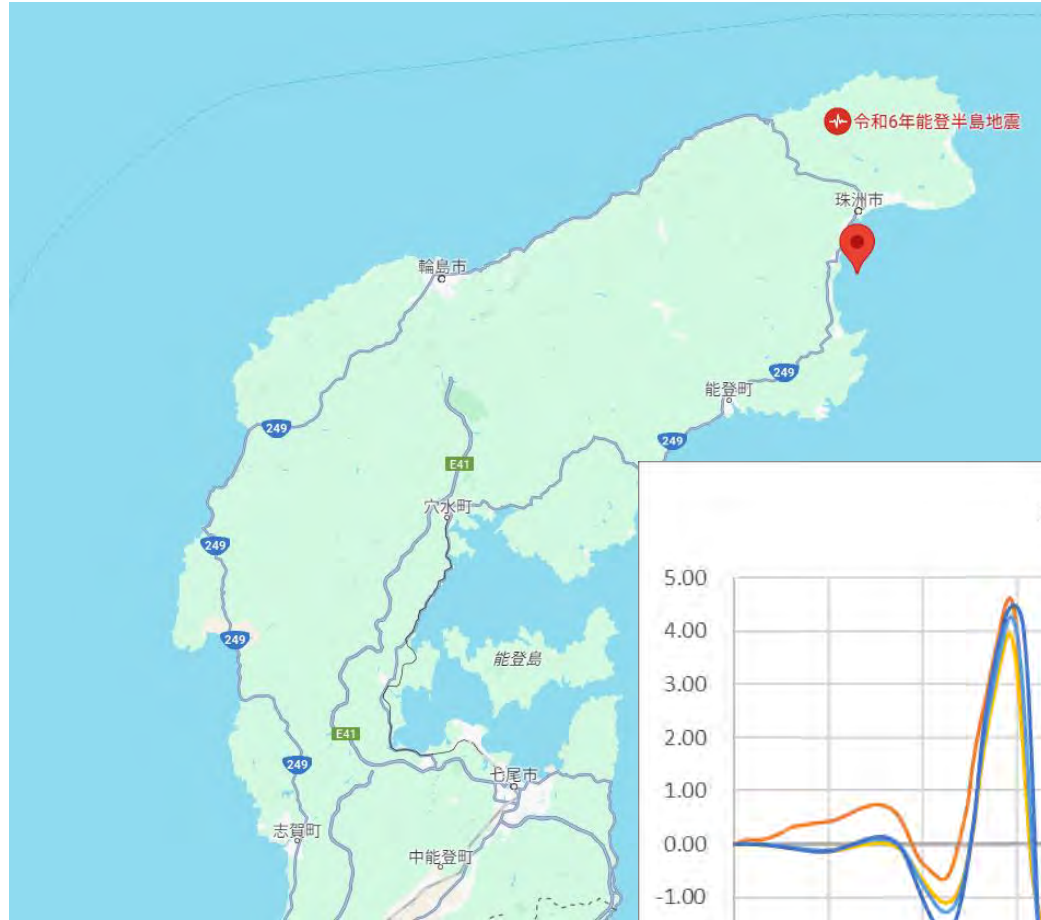 令和6年能登半島地震
珠洲市
輪島市
249
能登町
249
249
E41
穴水町
249
249
能登島
E41
249
七尾市
志賀町
中能登町
5.00
4.00
3.00
2.00
1.00
0.00
-1.00